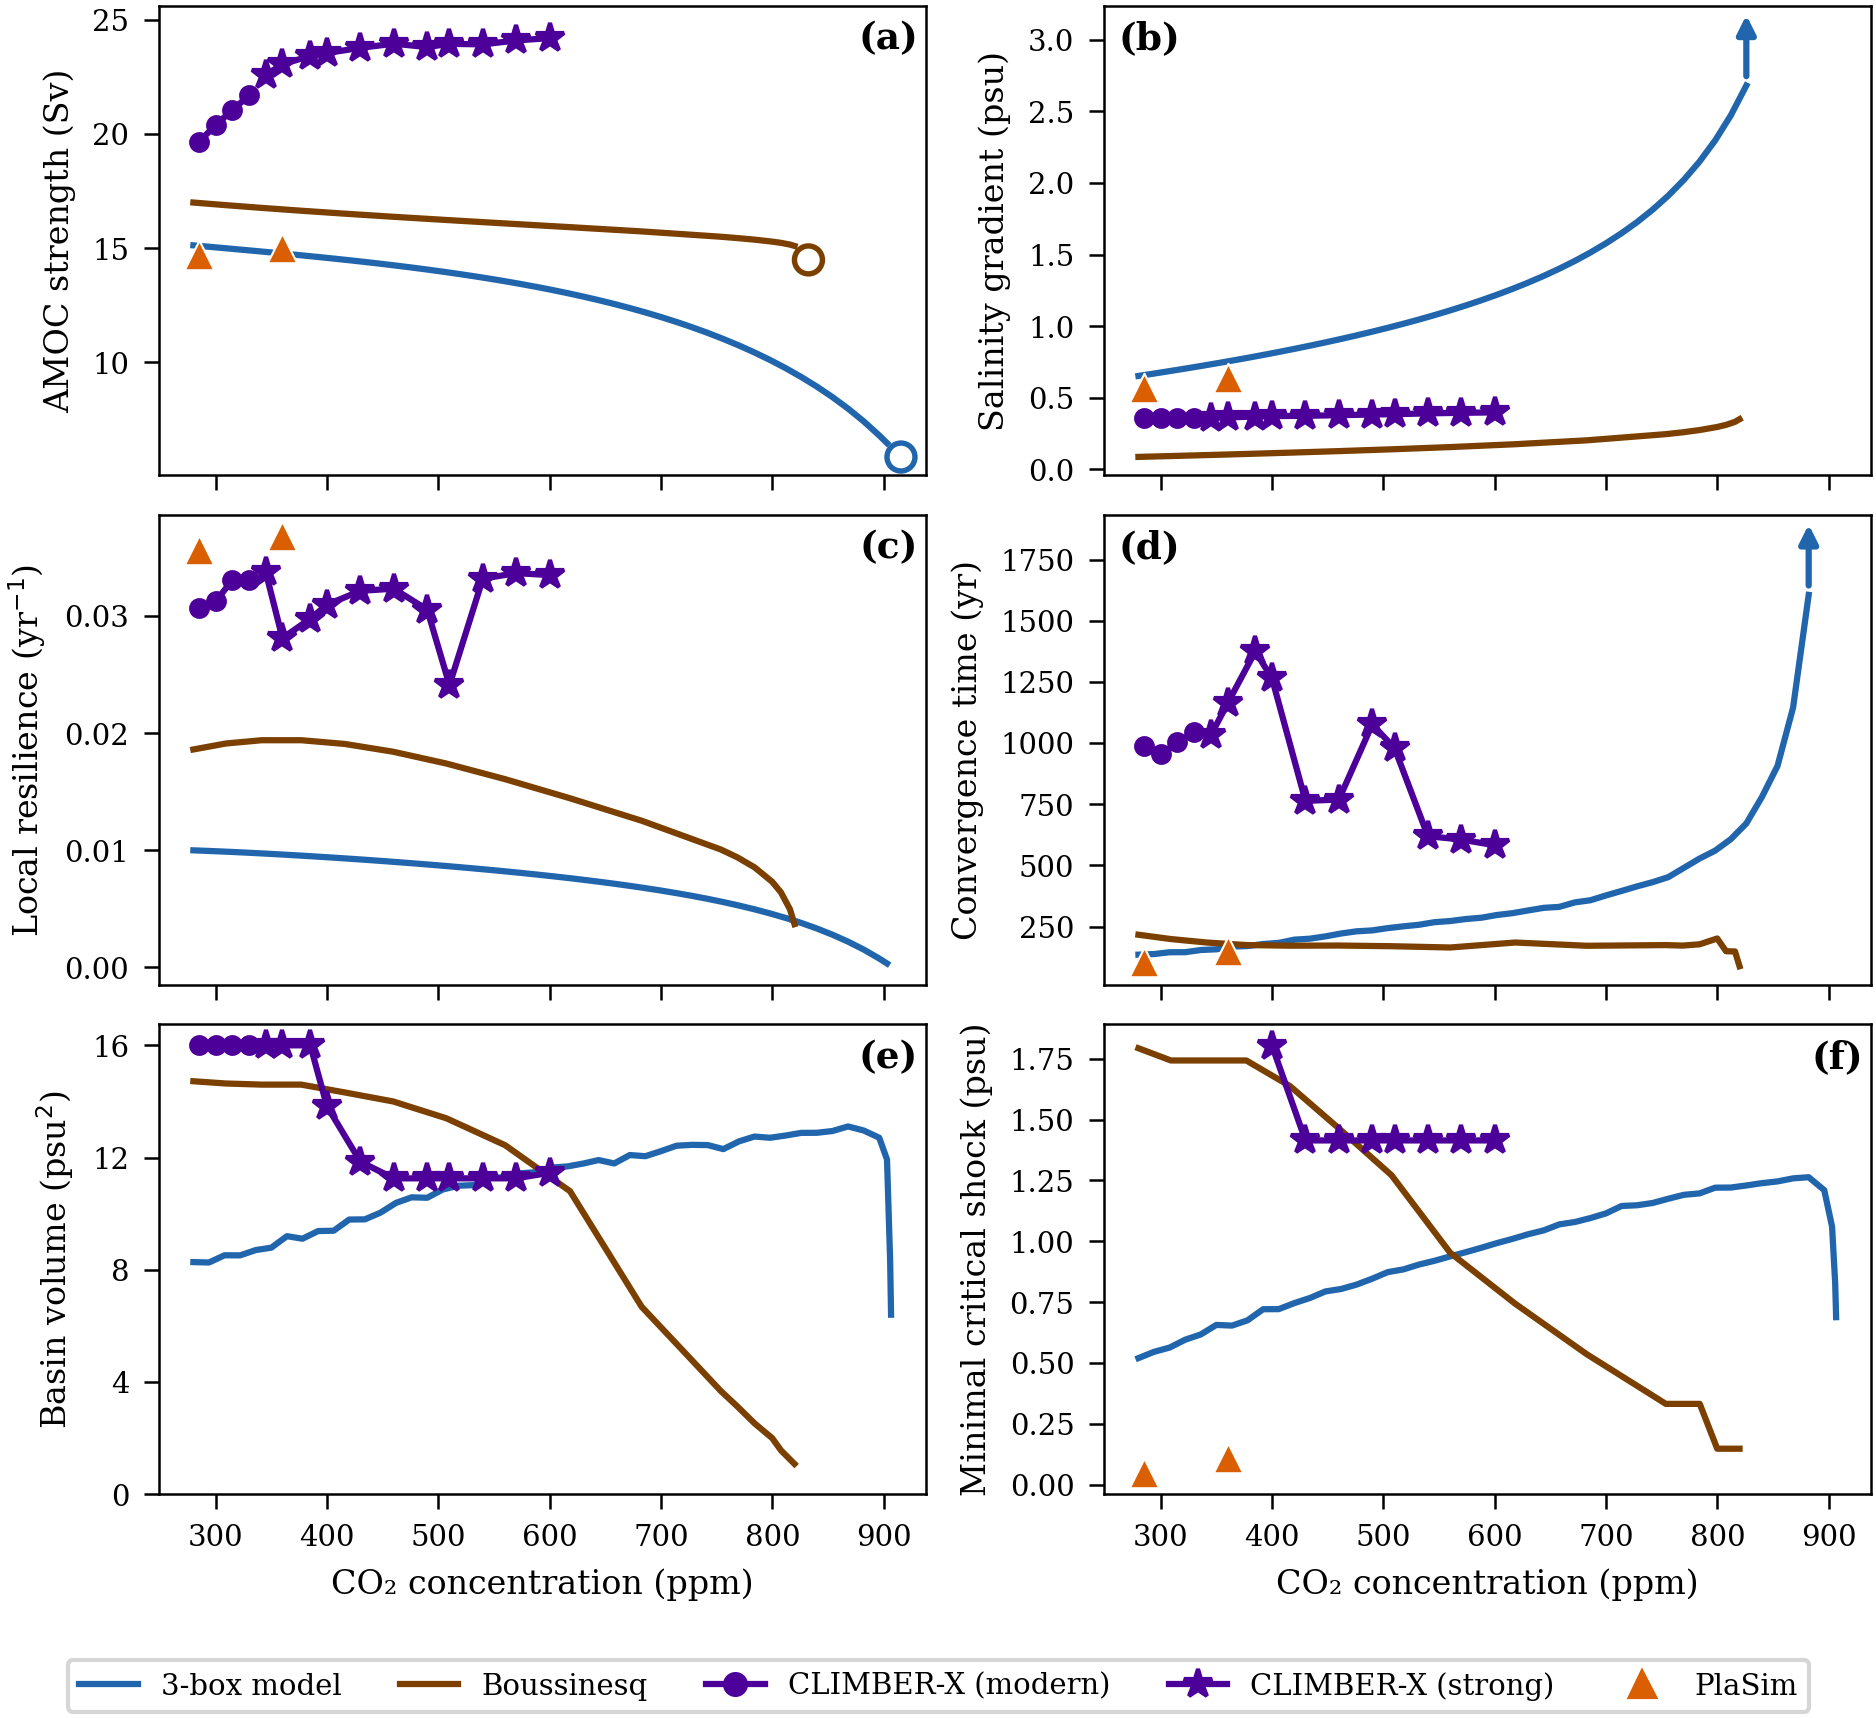 (a)
AMOC strength (Sv)
25
20
15
10
(b)
Salinity gradient (psu)
3.0
2.5
2.0
1.5
1.0
0.5
0.0
(c)
Local resilience (yr⁻¹)
0.03
0.02
0.01
0.00
(d)
Convergence time (yr)
1750
1500
1250
1000
750
500
250
(e)
Basin volume (psu²)
16
12
8
4
0
300 400 500 600 700 800 900
CO₂ concentration (ppm)
(f)
Minimal critical shock (psu)
1.75
1.50
1.25
1.00
0.75
0.50
0.25
0.00
300 400 500 600 700 800 900
CO₂ concentration (ppm)
3-box model Boussinesq CLIMBER-X (modern) CLIMBER-X (strong) PlaSim